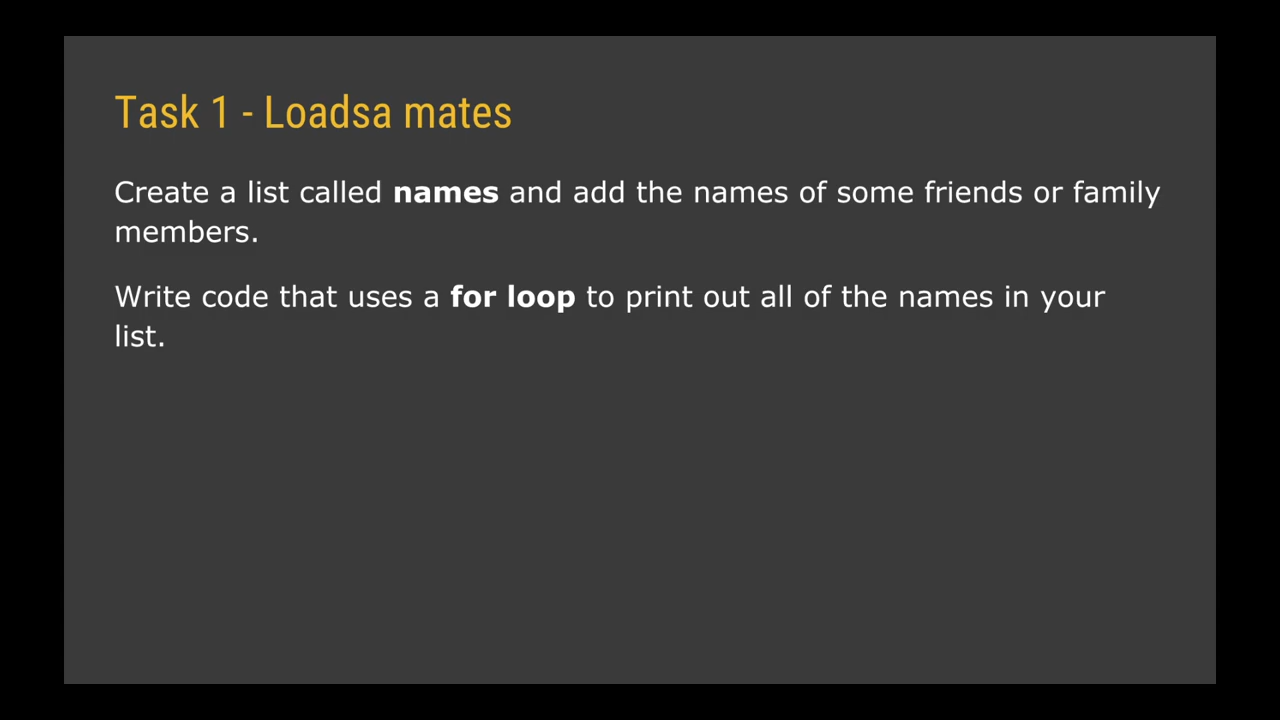 Task 1 - Loadsa mates
Create a list called names and add the names of some friends or family
members.
Write code that uses a for loop to print out all of the names in your
list.